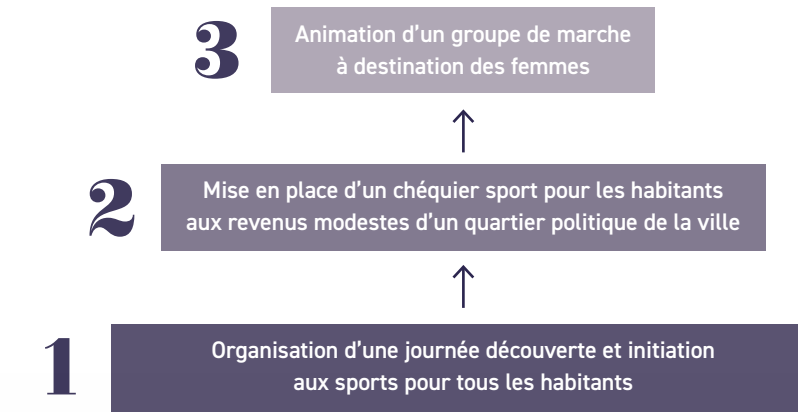 3
Animation d'un groupe de marche
à destination des femmes
2
Mise en place d'un chéquier sport pour les habitants
aux revenus modestes d'un quartier politique de la ville
1
Organisation d'une journée découverte et initiation
aux sports pour tous les habitants